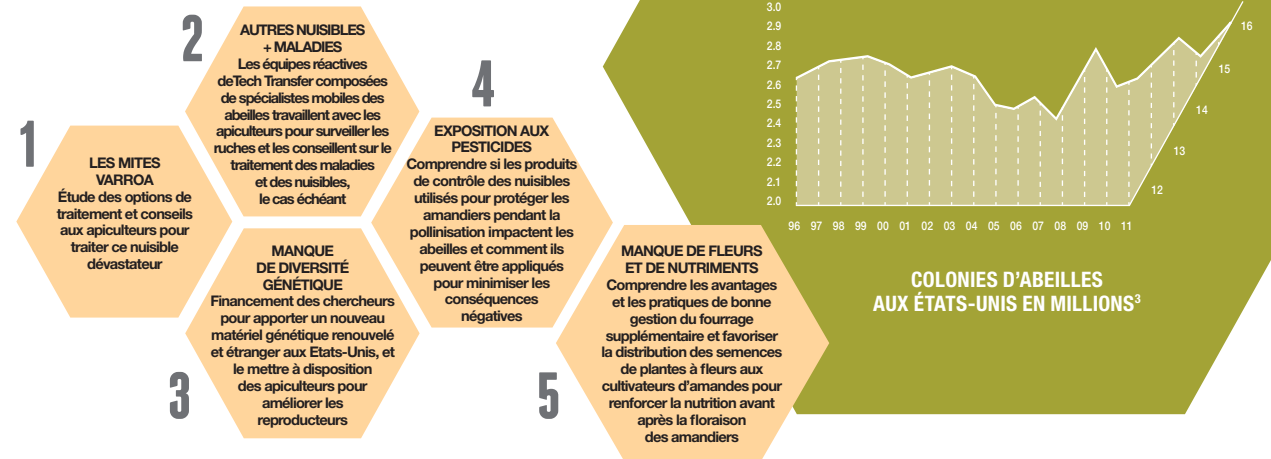 1
LES MITES
VARROA
Étude des options de
traitement et conseils
aux apiculteurs pour
traiter ce nuisible
dévastateur
2
AUTRES NUISIBLES
+ MALADIES
Les équipes réactives
deTech Transfer composées
de spécialistes mobiles des
abeilles travaillent avec les
apiculteurs pour surveiller les
ruches et les conseillent sur le
traitement des maladies
et des nuisibles,
le cas échéant
3
MANQUE
DE DIVERSITÉ
GÉNÉTIQUE
Financement des chercheurs
pour apporter un nouveau
matériel génétique renouvelé
et étranger aux Etats-Unis, et
le mettre à disposition
des apiculteurs pour
améliorer les
reproducteurs
4
EXPOSITION AUX
PESTICIDES
Comprendre si les produits
de contrôle des nuisibles
utilisés pour protéger les
amandiers pendant la
pollinisation impactent les
abeilles et comment ils
peuvent être appliqués
pour minimiser les
conséquences
négatives
5
MANQUE DE FLEURS
ET DE NUTRIMENTS
Comprendre les avantages
et les pratiques de bonne
gestion du fourrage
supplémentaire et favoriser
la distribution des semences
de plantes à fleurs aux
cultivateurs d'amandes pour
renforcer la nutrition avant
après la floraison
des amandiers
3.0
2.9
2.8
2.7
2.6
2.5
2.4
2.3
2.2
2.1
2.0
96 97 98 99 00 01 02 03 04 05 06 07 08 09 10 11
12
13
14
15
16
COLONIES D'ABEILLES
AUX ÉTATS-UNIS EN MILLIONS³